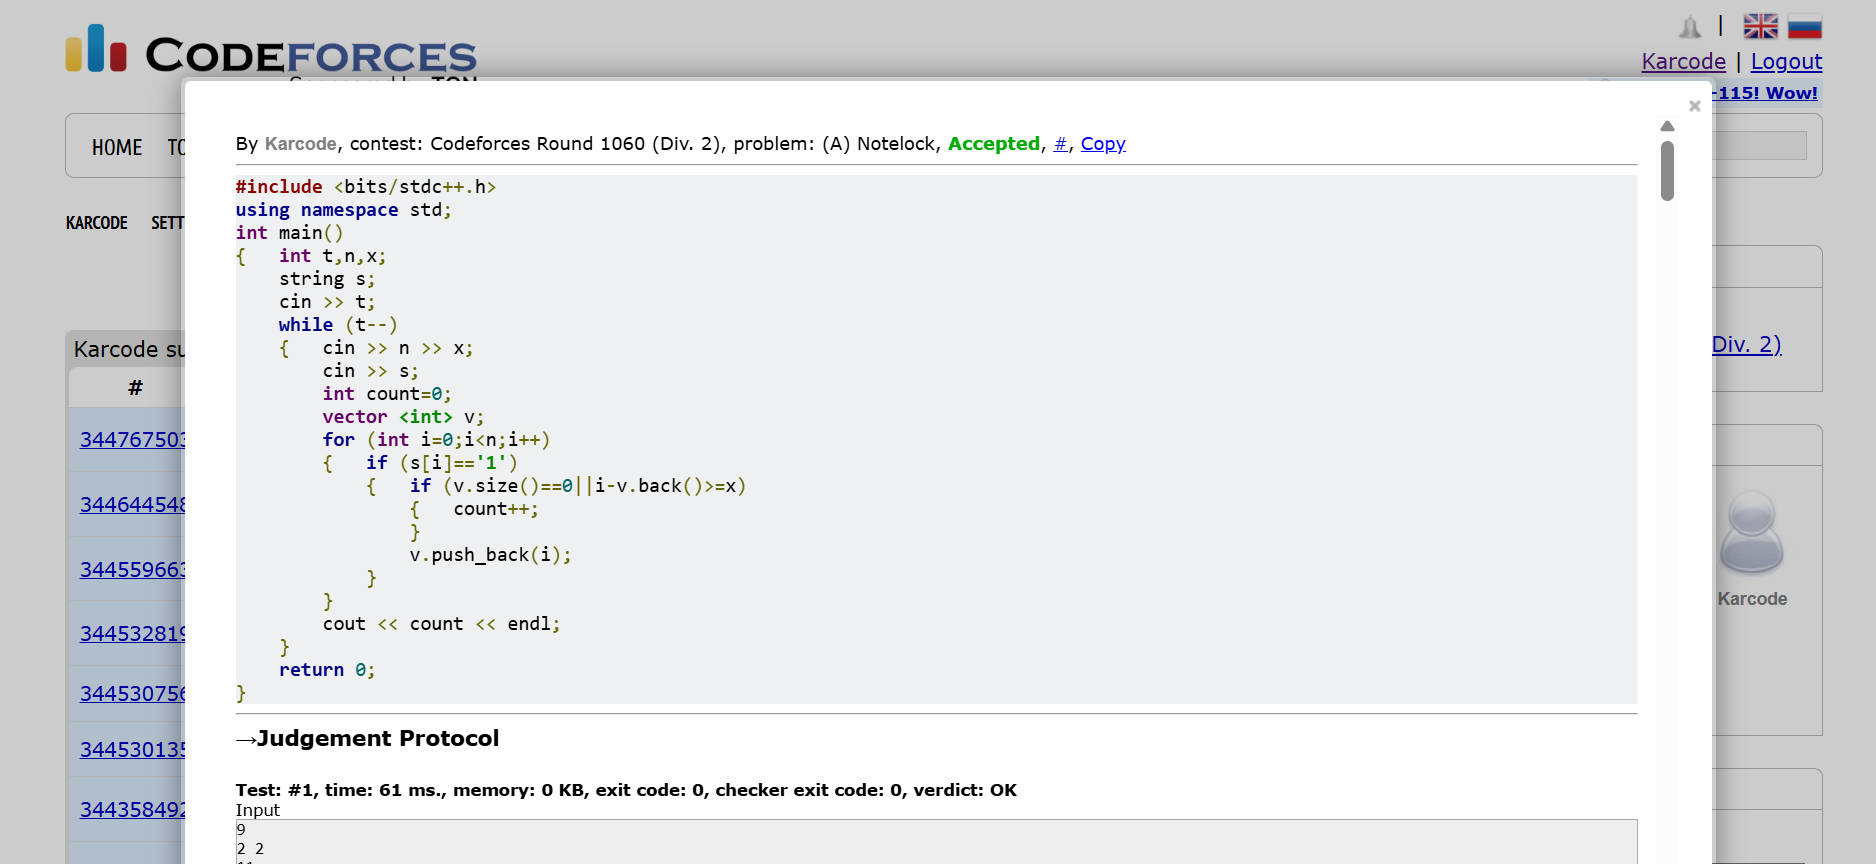 CODEFORCES
|
Karcode | Logout
-115! Wow!
HOME
KARCODE
By Karcode, contest: Codeforces Round 1060 (Div. 2), problem: (A) Notelock, Accepted, #, Copy
#include <bits/stdc++.h>
using namespace std;
int main()
{   int t,n,x;
    string s;
    cin >> t;
    while (t--)
    {   cin >> n >> x;
        cin >> s;
        int count=0;
        vector <int> v;
        for (int i=0;i<n;i++)
        {   if (s[i]=='1')
            {   if (v.size()==0||i-v.back()>=x)
                {   count++;
                }
                v.push_back(i);
            }
        }
        cout << count << endl;
    }
    return 0;
}
→Judgement Protocol
Test: #1, time: 61 ms., memory: 0 KB, exit code: 0, checker exit code: 0, verdict: OK
Input
9
2 2
Karcode
#
344767503
344644548
344559663
344532819
344530756
344530135
344358492
Div. 2)
Karcode